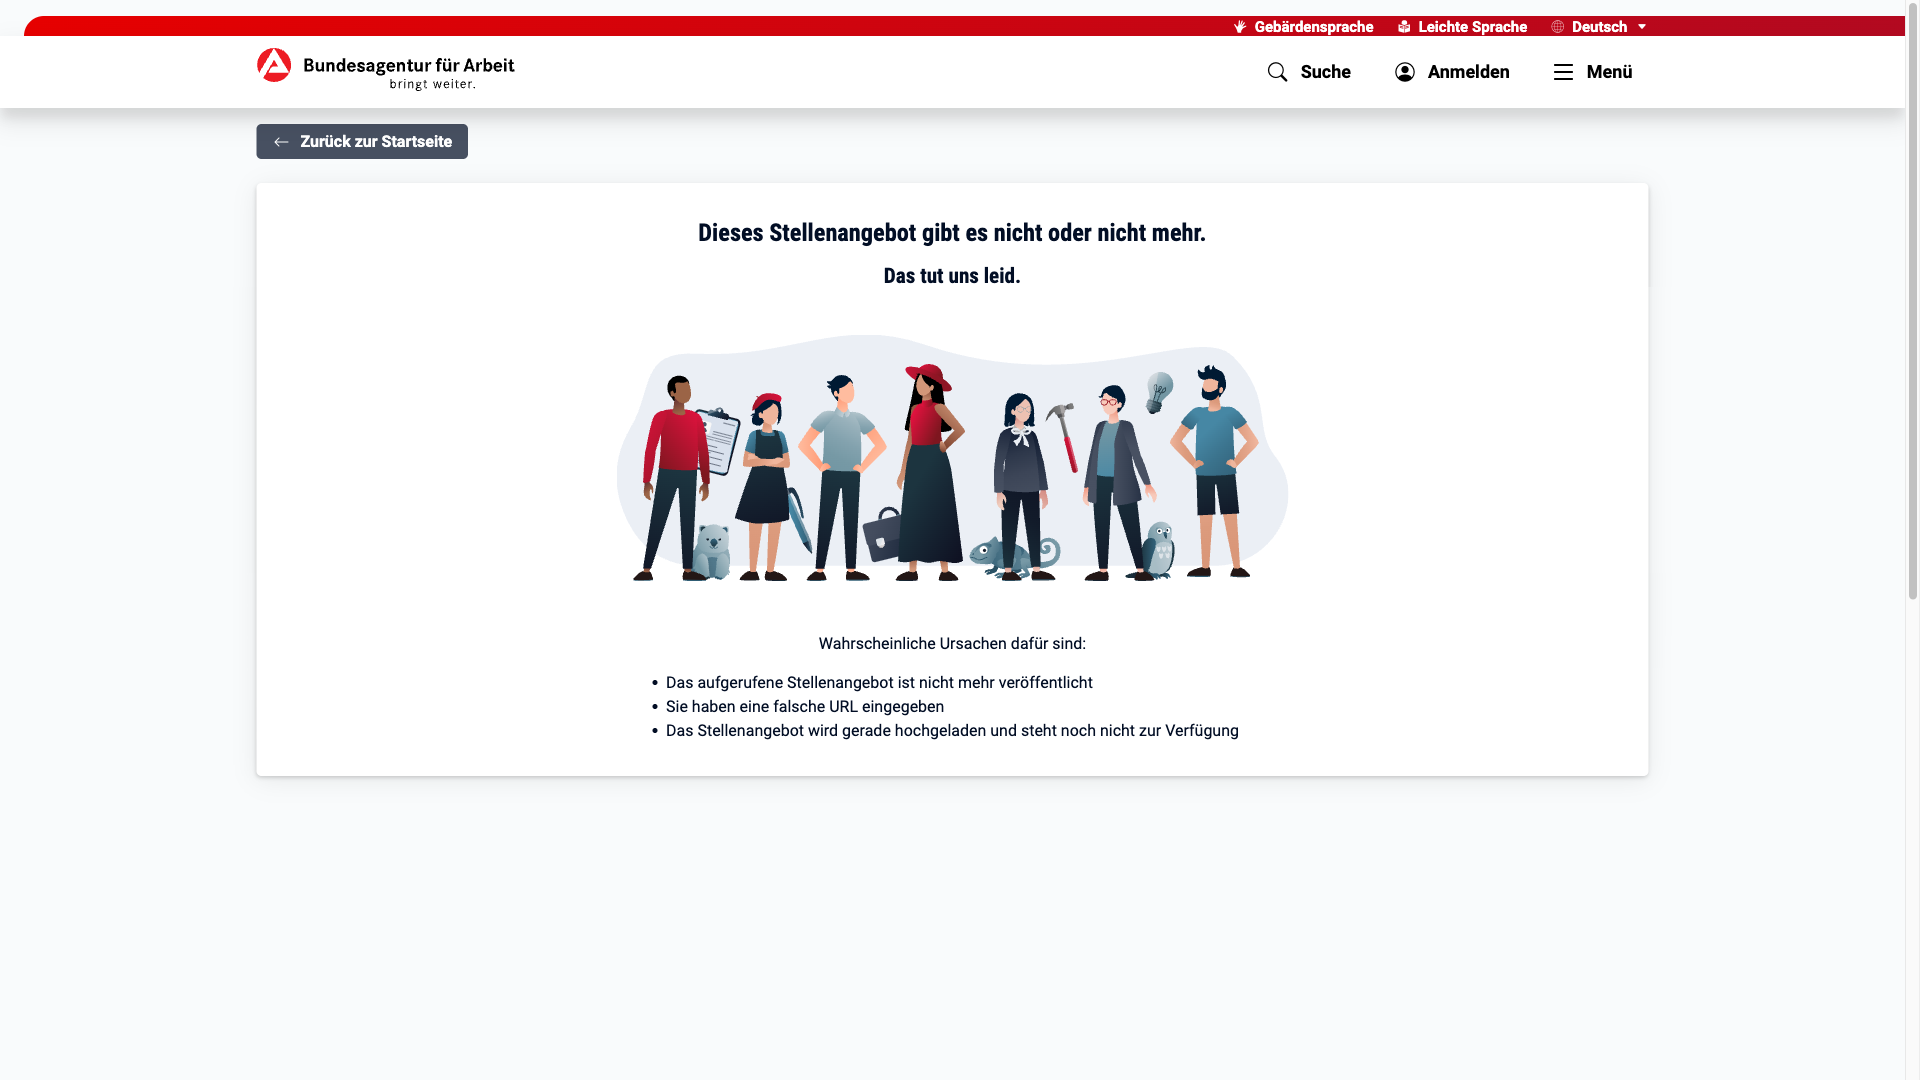 Gebärdensprache Leichte Sprache Deutsch
Bundesagentur für Arbeit
bringt weiter.
Suche Anmelden Menü
Zurück zur Startseite
Dieses Stellenangebot gibt es nicht oder nicht mehr.
Das tut uns leid.
Wahrscheinliche Ursachen dafür sind:
• Das aufgerufene Stellenangebot ist nicht mehr veröffentlicht
• Sie haben eine falsche URL eingegeben
• Das Stellenangebot wird gerade hochgeladen und steht noch nicht zur Verfügung